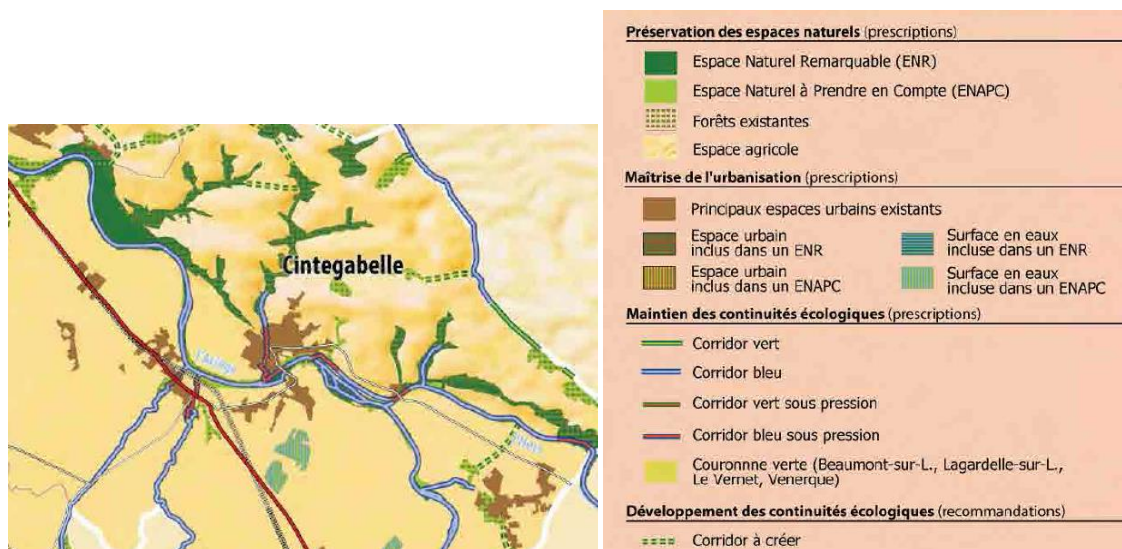 Cintegabelle
l'Ariège
l'Hers
Préservation des espaces naturels (prescriptions)
Espace Naturel Remarquable (ENR)
Espace Naturel à Prendre en Compte (ENAPC)
Forêts existantes
Espace agricole
Maîtrise de l'urbanisation (prescriptions)
Principaux espaces urbains existants
Espace urbain
inclus dans un ENR
Surface en eaux
incluse dans un ENR
Espace urbain
inclus dans un ENAPC
Surface en eaux
incluse dans un ENAPC
Maintien des continuités écologiques (prescriptions)
Corridor vert
Corridor bleu
Corridor vert sous pression
Corridor bleu sous pression
Couronnne verte (Beaumont-sur-L., Lagardelle-sur-L.,
Le Vernet, Venerque)
Développement des continuités écologiques (recommandations)
Corridor à créer